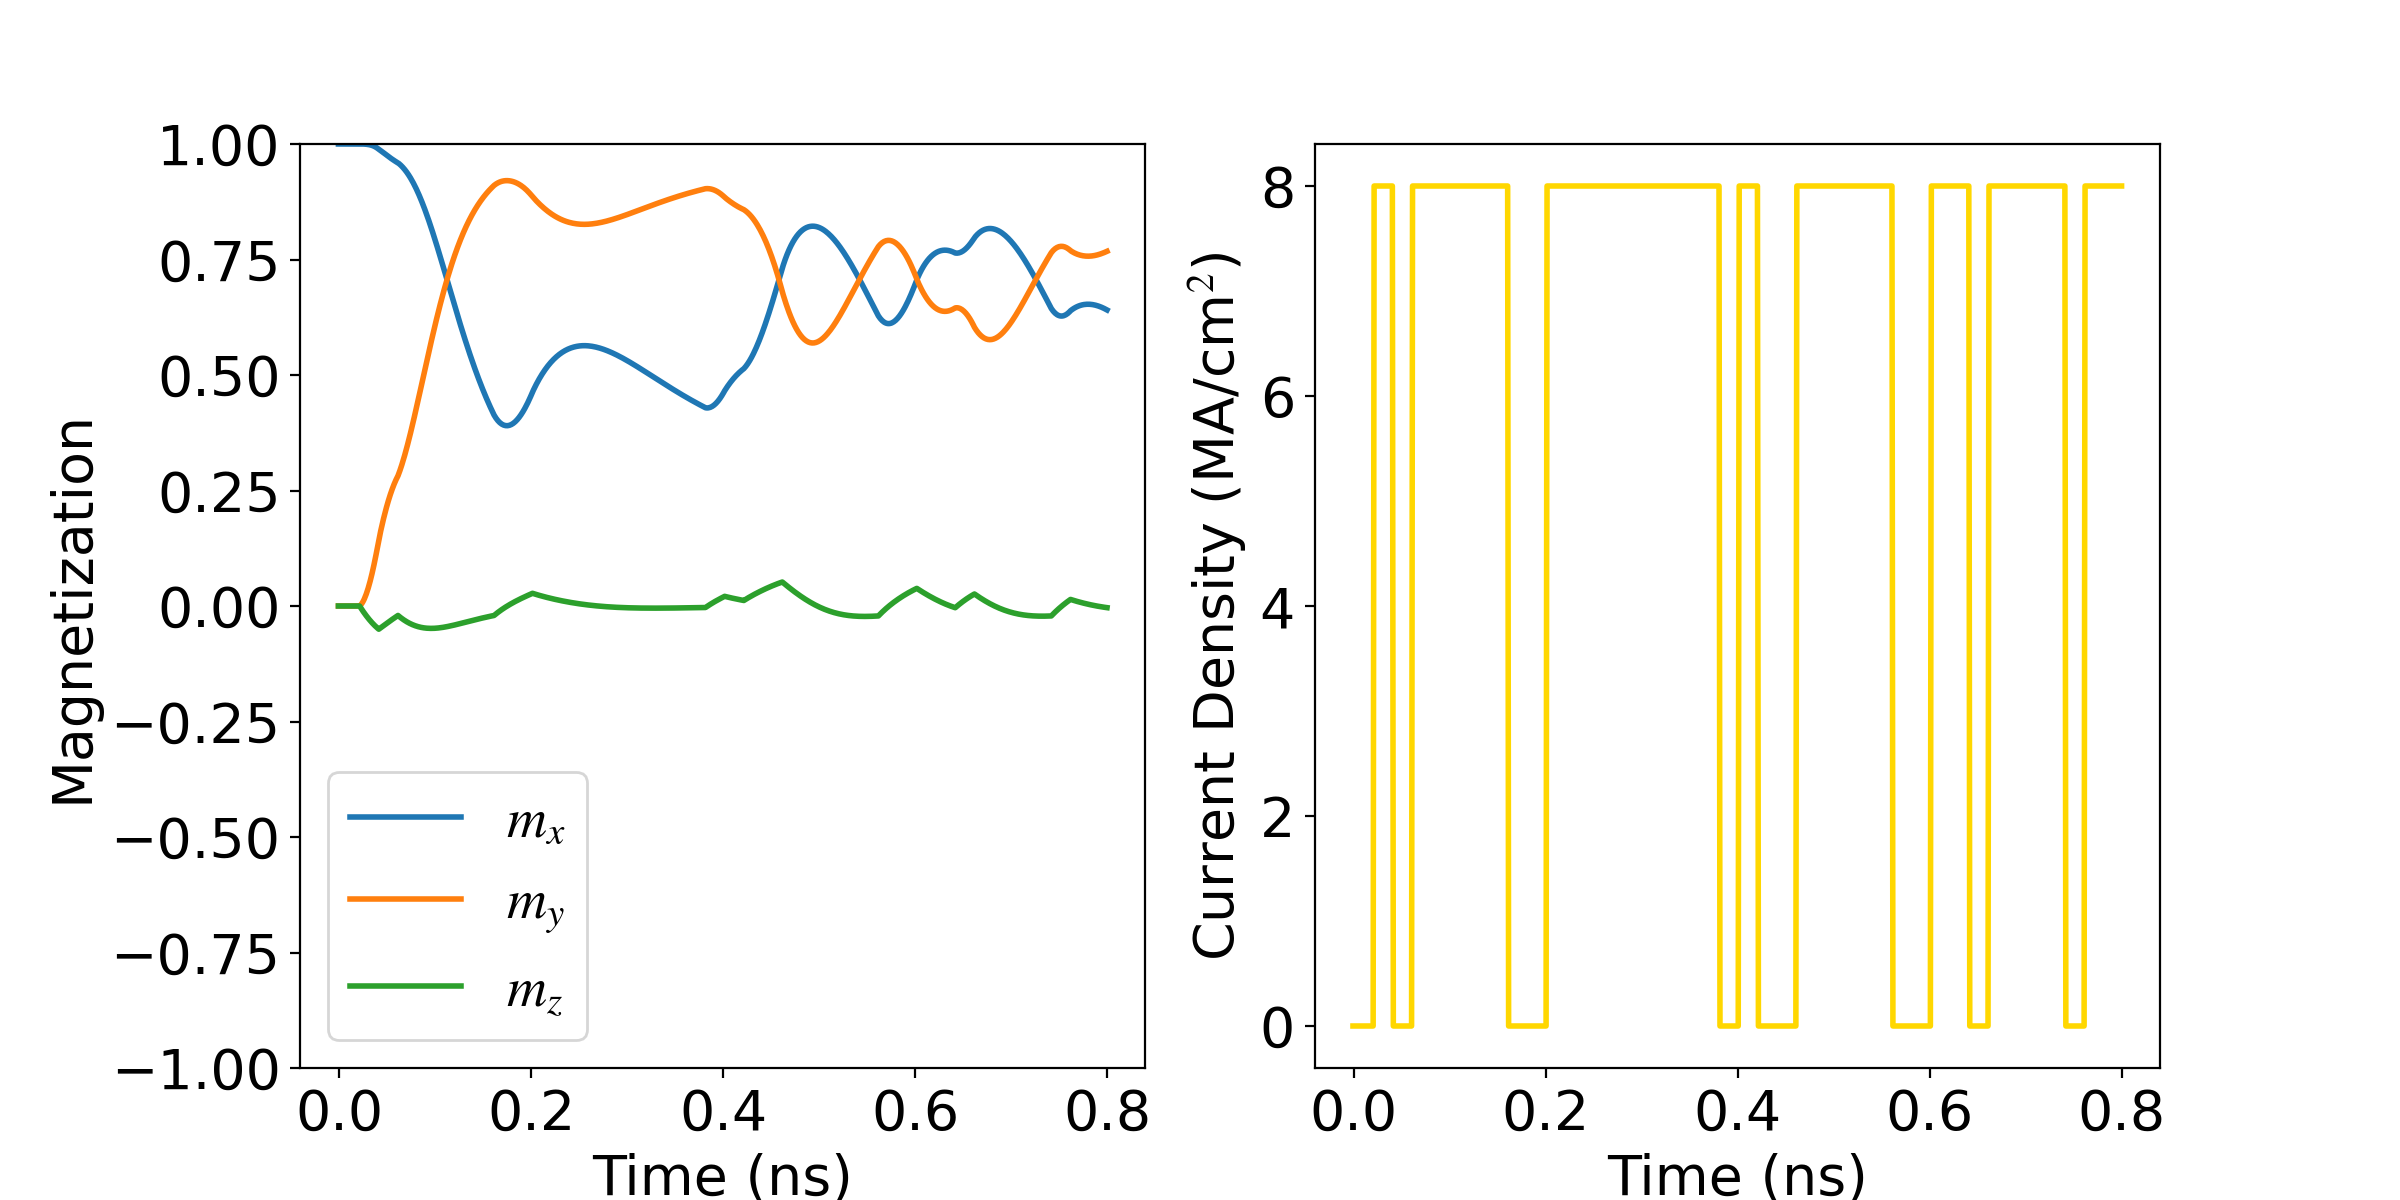 Magnetization
1.00
0.75
0.50
0.25
0.00
−0.25
−0.50
−0.75
−1.00
m_x
m_y
m_z
0.0 0.2 0.4 0.6 0.8
Time (ns)
Current Density (MA/cm²)
8
6
4
2
0
0.0 0.2 0.4 0.6 0.8
Time (ns)